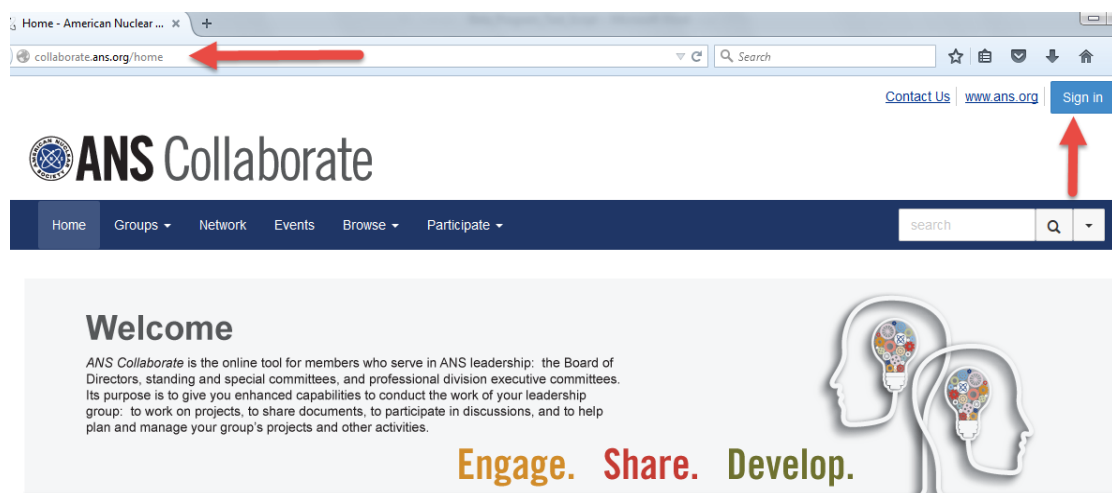 Home - American Nuclear ... × +
collaborate.ans.org/home
Search
Contact Us www.ans.org Sign in
AMERICAN NUCLEAR SOCIETY
ANS Collaborate
Home Groups Network Events Browse Participate search
Welcome
ANS Collaborate is the online tool for members who serve in ANS leadership: the Board of
Directors, standing and special committees, and professional division executive committees.
Its purpose is to give you enhanced capabilities to conduct the work of your leadership
group: to work on projects, to share documents, to participate in discussions, and to help
plan and manage your group's projects and other activities.
Engage. Share. Develop.